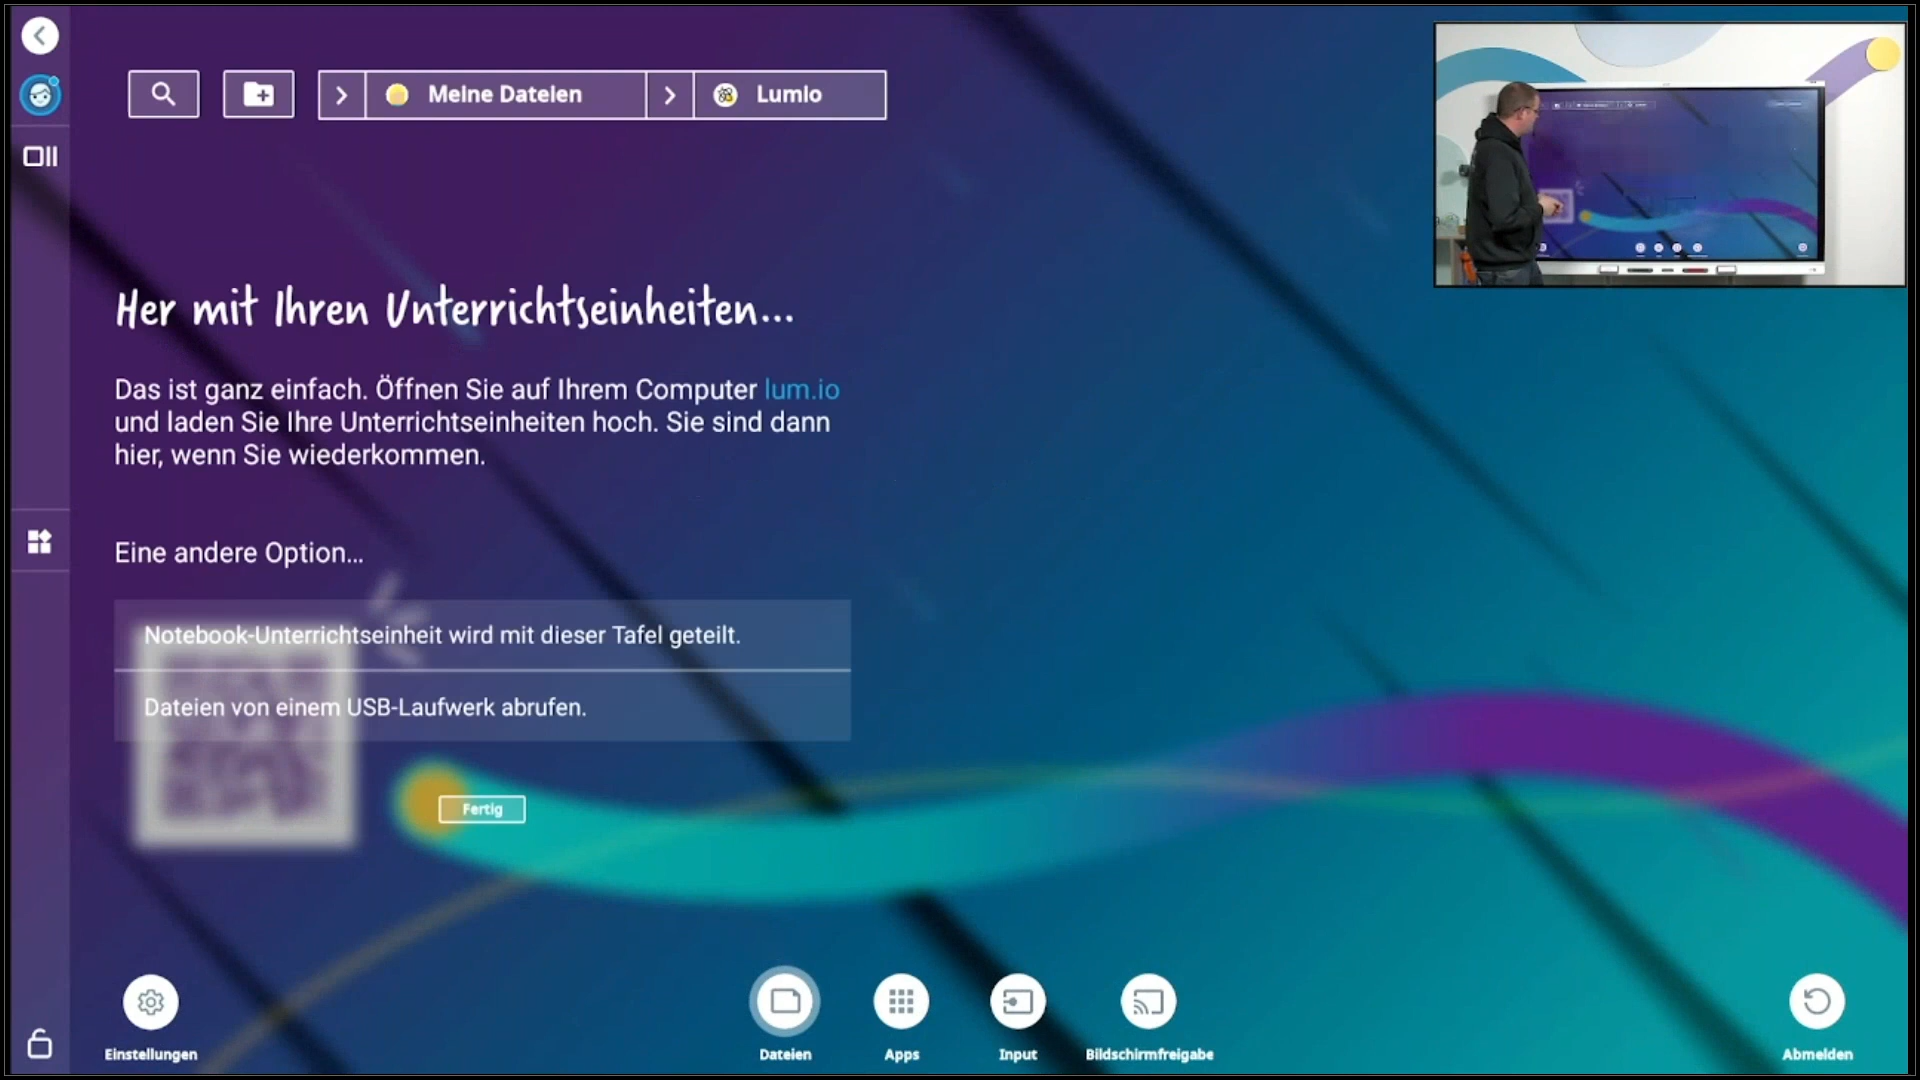 Meine Dateien
Lumio
Her mit Ihren Unterrichtseinheiten...
Das ist ganz einfach. Öffnen Sie auf Ihrem Computer lum.io
und laden Sie Ihre Unterrichtseinheiten hoch. Sie sind dann
hier, wenn Sie wiederkommen.
Eine andere Option...
Notebook-Unterrichtseinheit wird mit dieser Tafel geteilt.
Dateien von einem USB-Laufwerk abrufen.
Fertig
Einstellungen
Dateien
Apps
Input
Bildschirmfreigabe
Abmelden